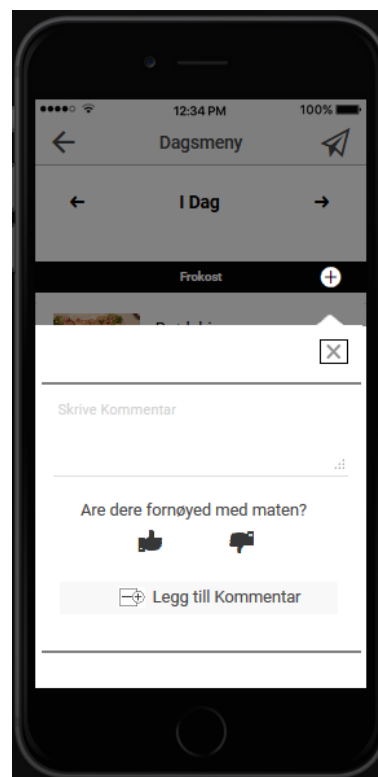 12:34 PM 100%
Dagsmeny
I Dag
Frokost
Skrive Kommentar
Are dere fornøyed med maten?
Legg till Kommentar